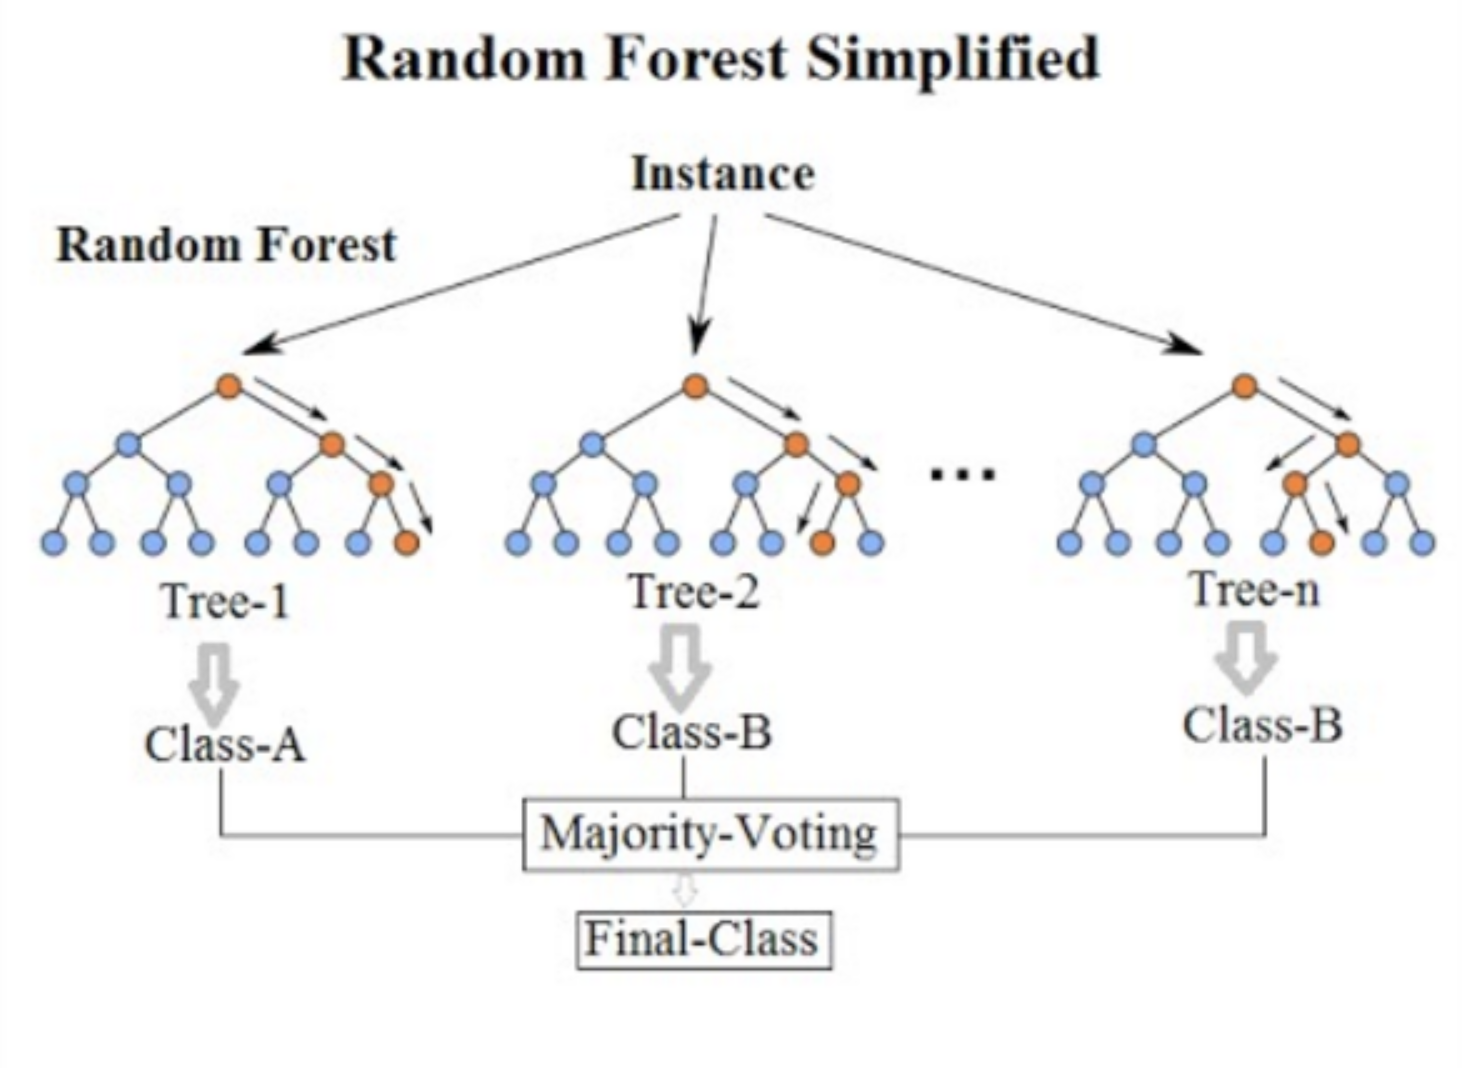 Random Forest Simplified
Instance
Random Forest
...
Tree-1
Tree-2
Tree-n
Class-A
Class-B
Class-B
Majority-Voting
Final-Class